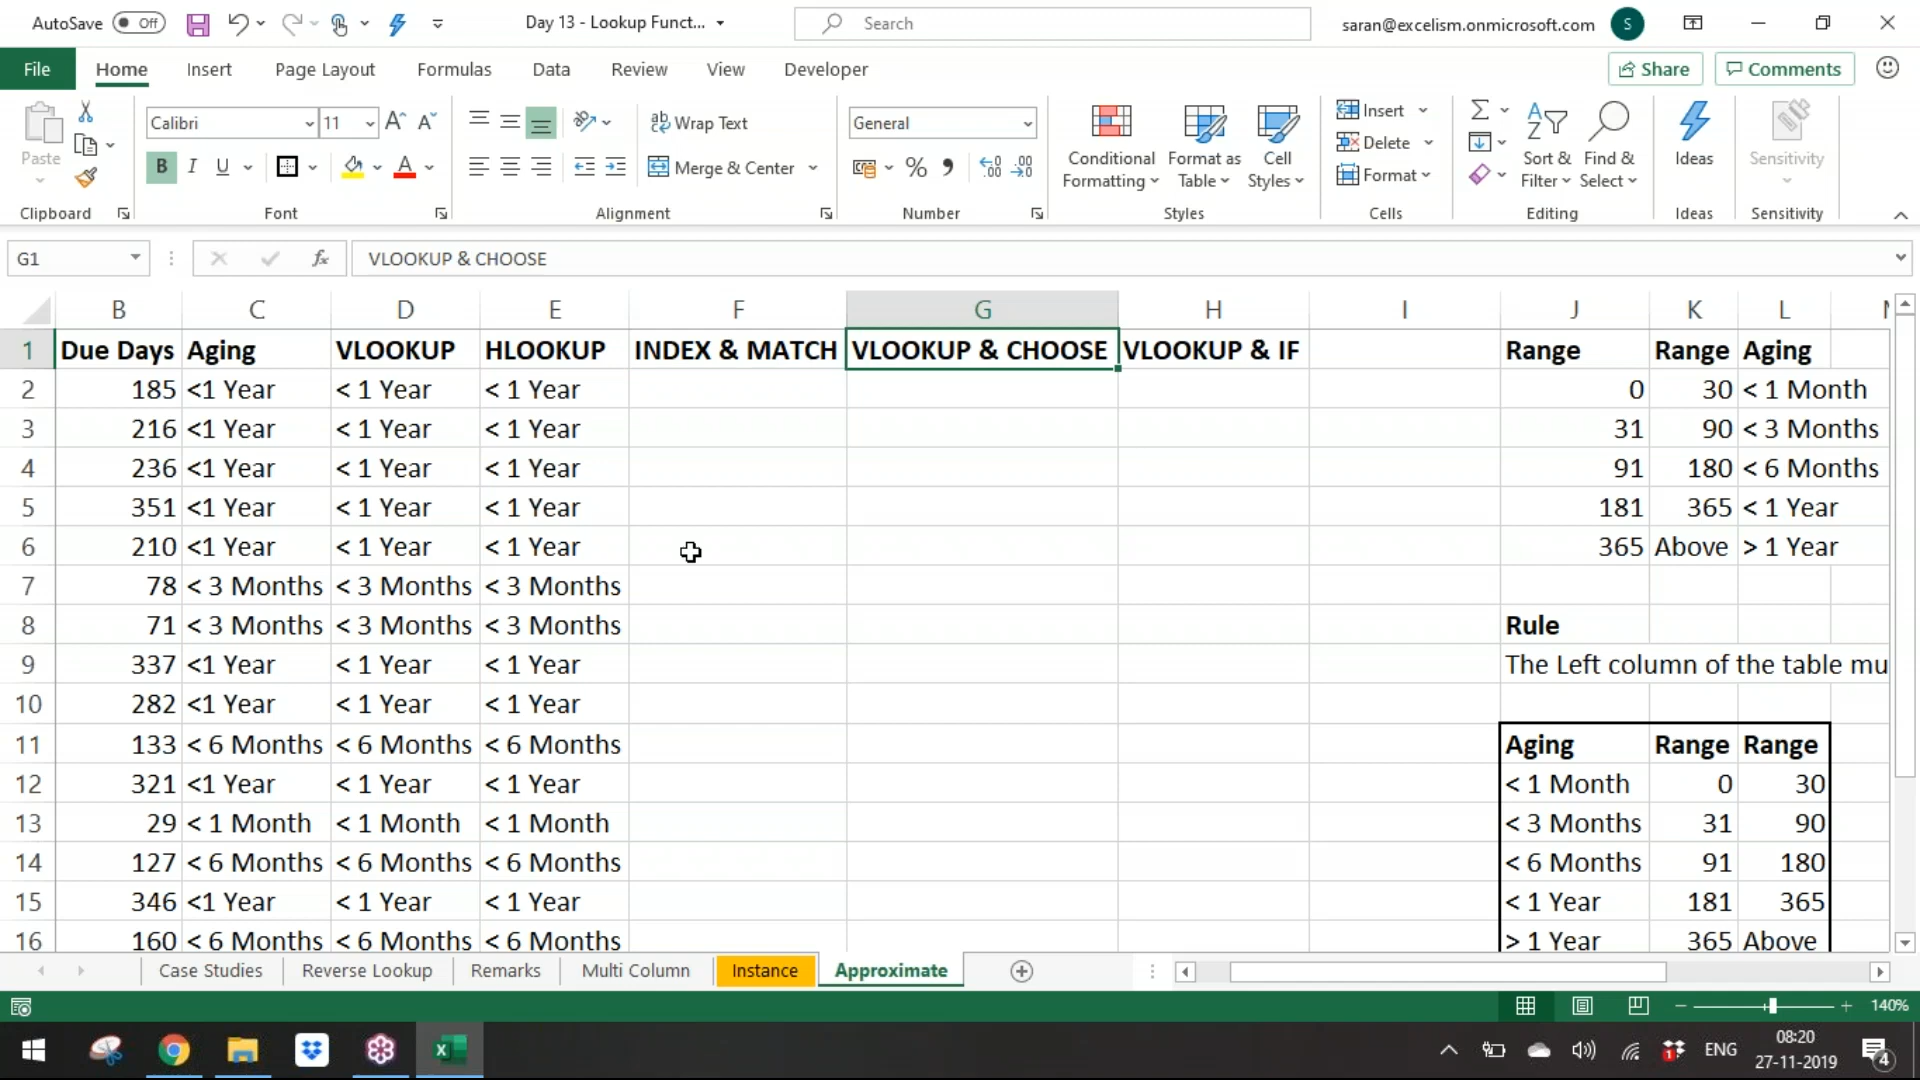 AutoSave Off Day 13 - Lookup Funct... Search saran@excelism.onmicrosoft.com S
File Home Insert Page Layout Formulas Data Review View Developer Share Comments
Paste Calibri 11 Wrap Text General Conditional Formatting Format as Table Cell Styles Insert Sort & Filter Find & Select Ideas Sensitivity
B I U A Merge & Center % Delete
Format
Clipboard Font Alignment Number Styles Cells Editing Ideas Sensitivity
G1 fx VLOOKUP & CHOOSE
B C D E F G H I J K L
1 Due Days Aging VLOOKUP HLOOKUP INDEX & MATCH VLOOKUP & CHOOSE VLOOKUP & IF Range Range Aging
2 185 <1 Year < 1 Year < 1 Year 0 30 < 1 Month
3 216 <1 Year < 1 Year < 1 Year 31 90 < 3 Months
4 236 <1 Year < 1 Year < 1 Year 91 180 < 6 Months
5 351 <1 Year < 1 Year < 1 Year 181 365 < 1 Year
6 210 <1 Year < 1 Year < 1 Year 365 Above > 1 Year
7 78 < 3 Months < 3 Months < 3 Months
8 71 < 3 Months < 3 Months < 3 Months Rule
9 337 <1 Year < 1 Year < 1 Year The Left column of the table mu
10 282 <1 Year < 1 Year < 1 Year
11 133 < 6 Months < 6 Months < 6 Months Aging Range Range
12 321 <1 Year < 1 Year < 1 Year < 1 Month 0 30
13 29 < 1 Month < 1 Month < 1 Month < 3 Months 31 90
14 127 < 6 Months < 6 Months < 6 Months < 6 Months 91 180
15 346 <1 Year < 1 Year < 1 Year < 1 Year 181 365
16 160 < 6 Months < 6 Months < 6 Months > 1 Year 365 Above
Case Studies Reverse Lookup Remarks Multi Column Instance Approximate
140%
ENG 08:20
27-11-2019 4